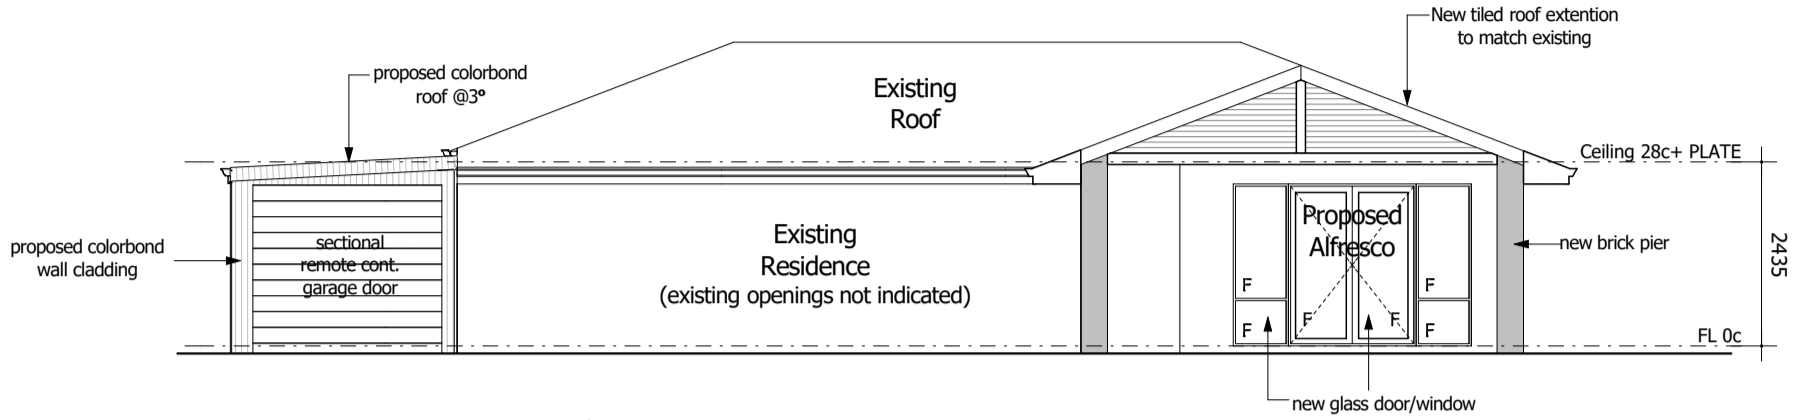 New tiled roof extention
to match existing
proposed colorbond
roof @3°
Existing
Roof
Ceiling 28c+ PLATE
proposed colorbond
wall cladding
sectional
remote cont.
garage door
Existing
Residence
(existing openings not indicated)
Proposed
Alfresco
new brick pier
2435
F
F
F
F
F
F
FL 0c
new glass door/window